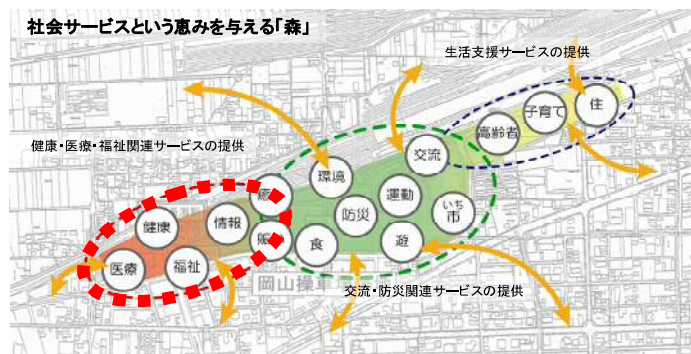 社会サービスという恵みを与える「森」
生活支援サービスの提供
住
子育て
高齢者
健康・医療・福祉関連サービスの提供
交流
環境
運動
癒
いち
市
防災
情報
健康
遊
食
福祉
医療
岡山操車
交流・防災関連サービスの提供